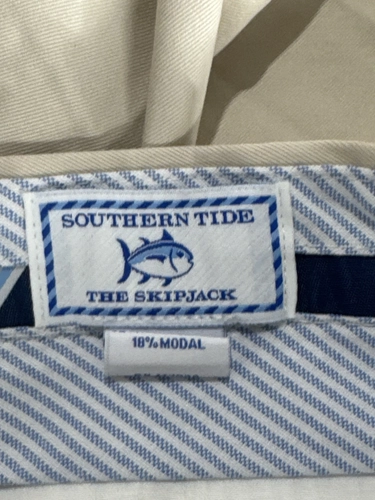 SOUTHERN TIDE
THE SKIPJACK
18% MODAL